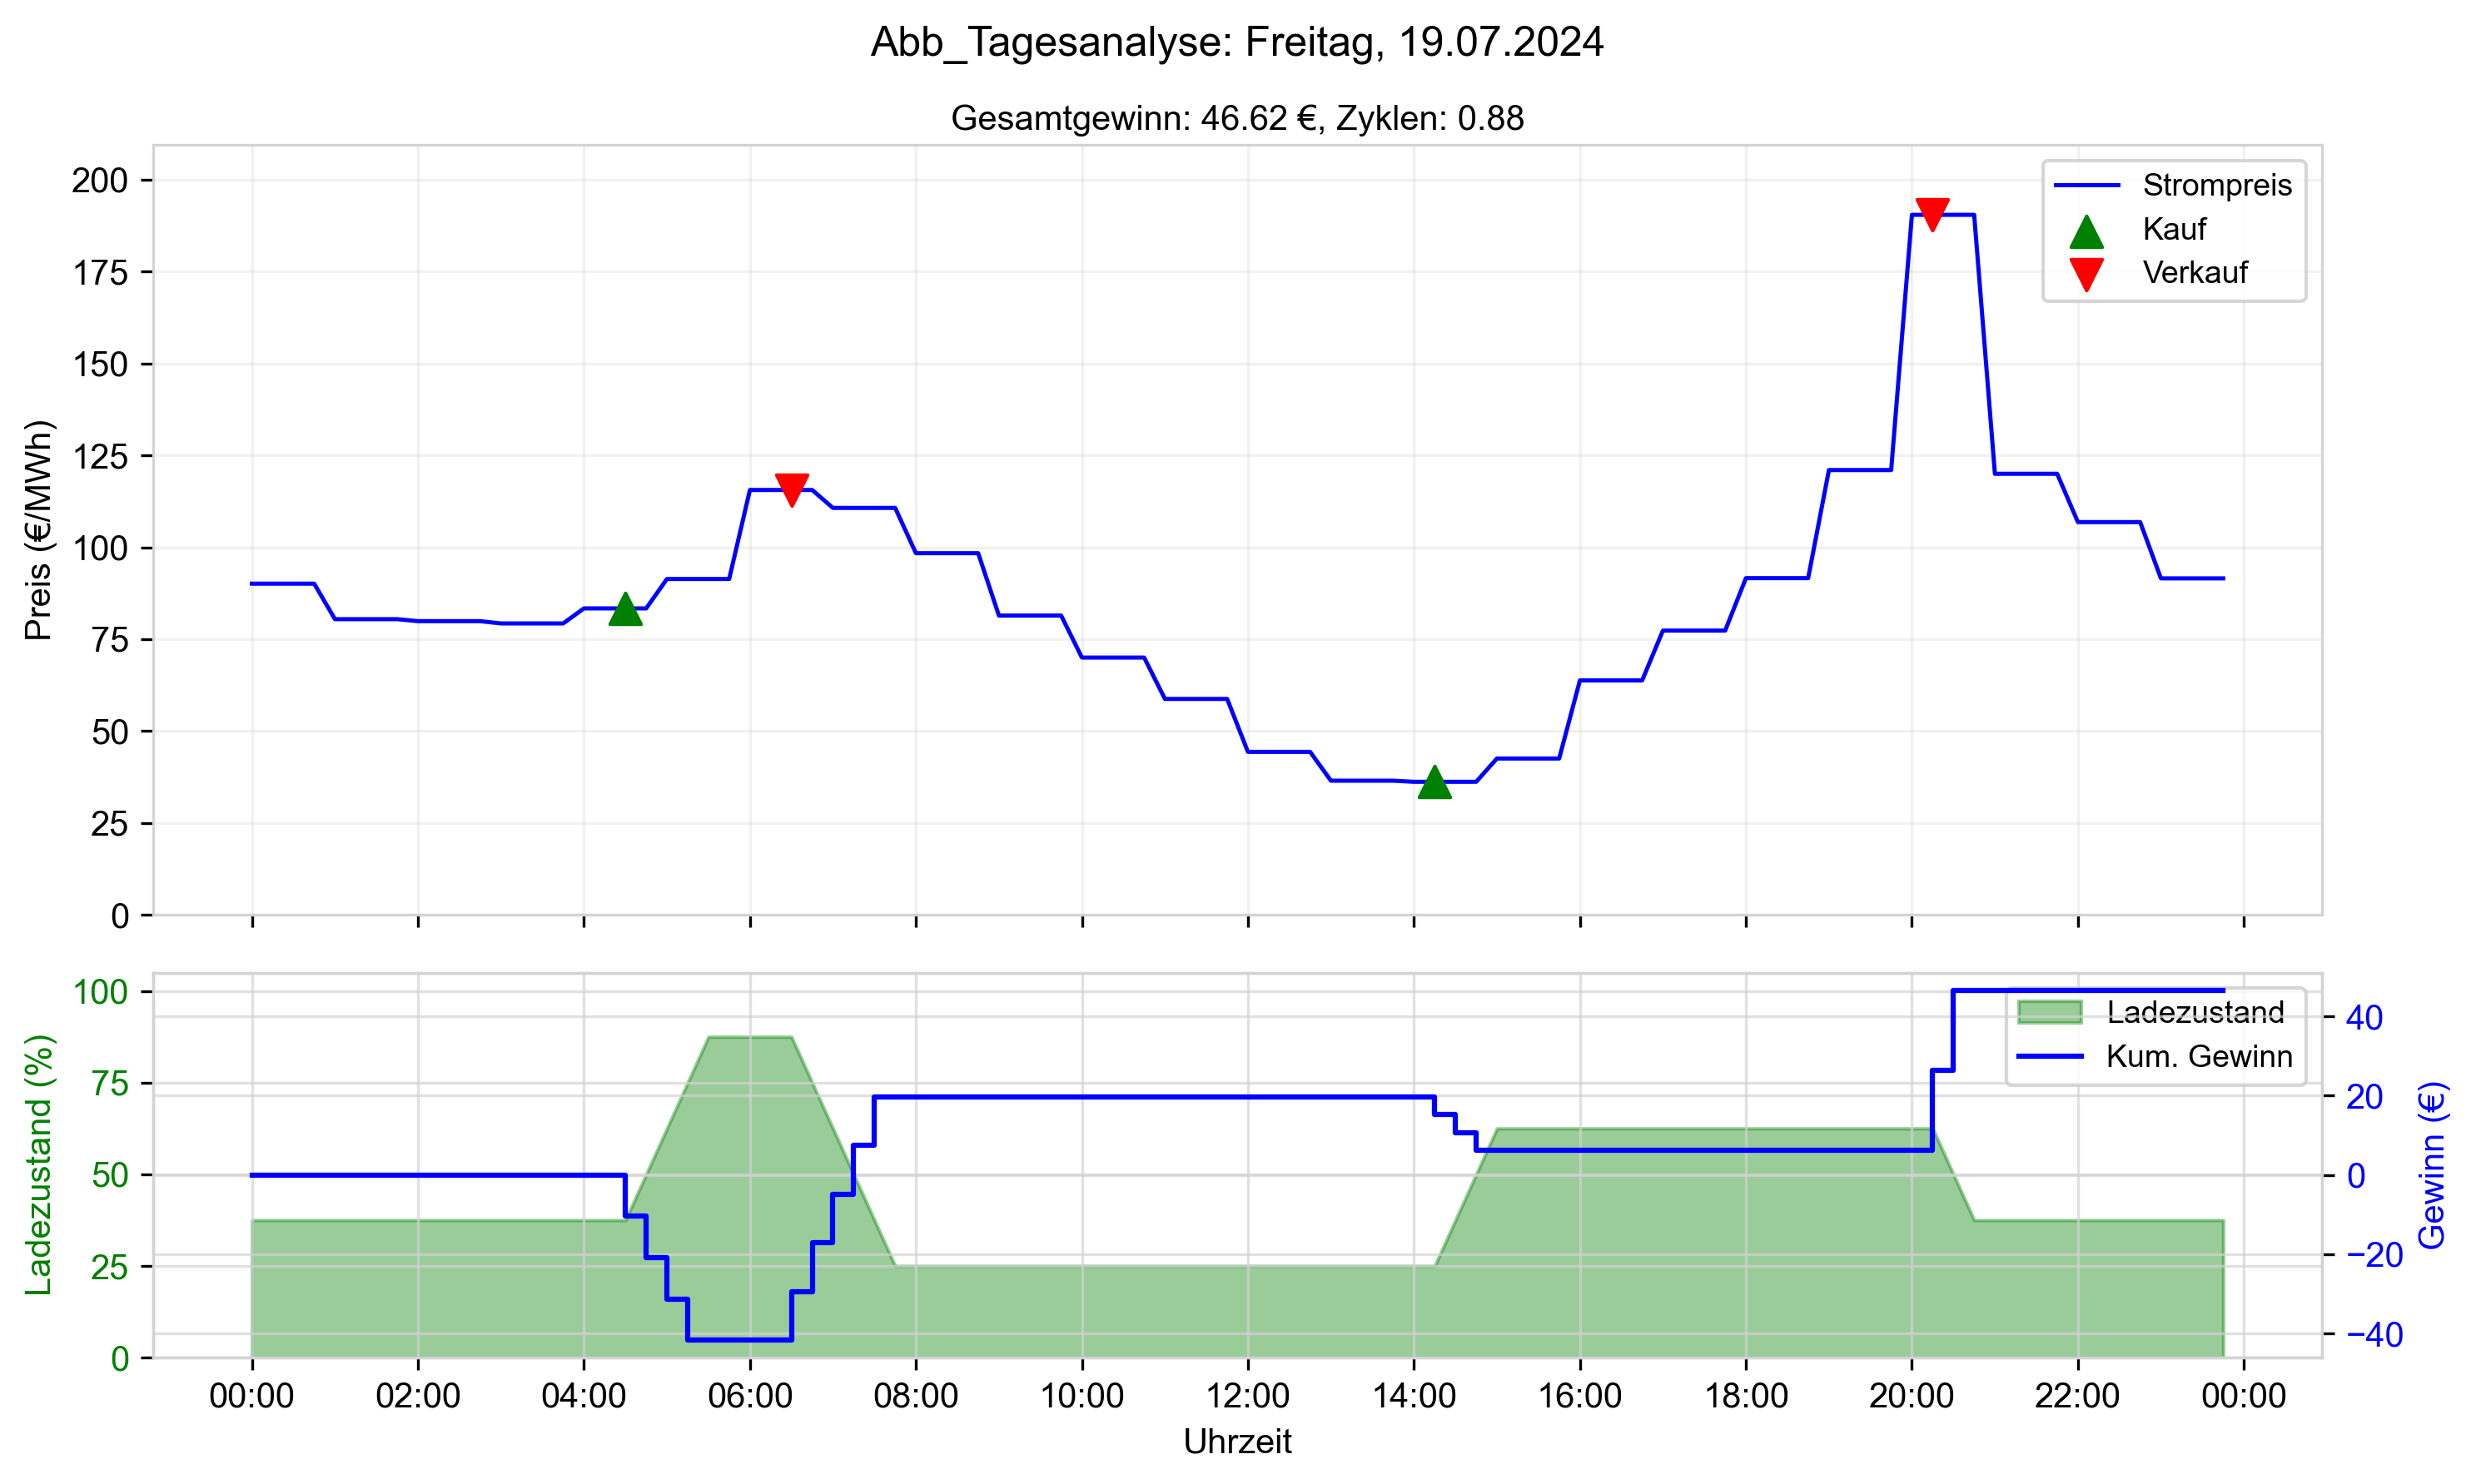 Abb_Tagesanalyse: Freitag, 19.07.2024
Gesamtgewinn: 46.62 €, Zyklen: 0.88
Preis (€/MWh)
200
175
150
125
100
75
50
25
0
Strompreis
Kauf
Verkauf
Ladezustand (%)
100
75
50
25
0
Ladezustand
Kum. Gewinn
40
20
0
−20
−40
Gewinn (€)
00:00 02:00 04:00 06:00 08:00 10:00 12:00 14:00 16:00 18:00 20:00 22:00 00:00
Uhrzeit